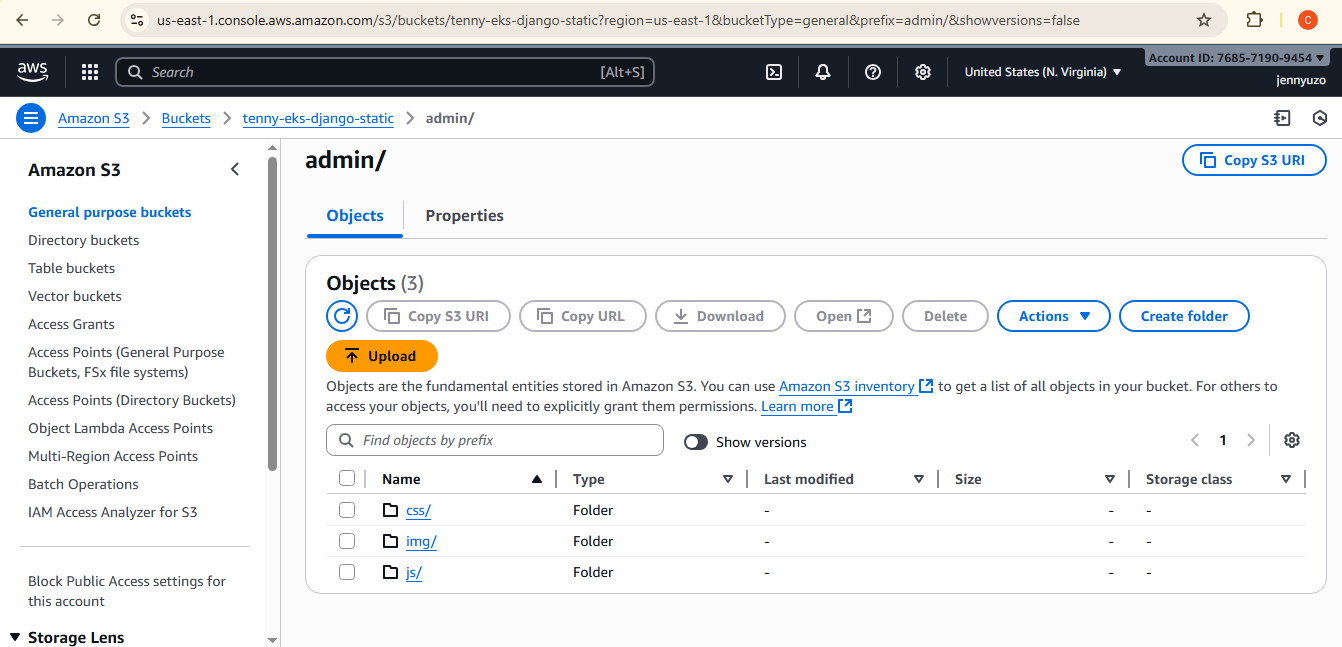 us-east-1.console.aws.amazon.com/s3/buckets/tenny-eks-django-static?region=us-east-1&bucketType=general&prefix=admin/&showversions=false
C
aws
Search
[Alt+S]
United States (N. Virginia)
Account ID: 7685-7190-9454
jennyuzo
Amazon S3
Buckets
tenny-eks-django-static
admin/
Amazon S3
General purpose buckets
Directory buckets
Table buckets
Vector buckets
Access Grants
Access Points (General Purpose
Buckets, FSx file systems)
Access Points (Directory Buckets)
Object Lambda Access Points
Multi-Region Access Points
Batch Operations
IAM Access Analyzer for S3
Block Public Access settings for
this account
Storage Lens
admin/
Copy S3 URI
Objects
Properties
Objects (3)
Copy S3 URI
Copy URL
Download
Open
Delete
Actions
Create folder
Upload
Objects are the fundamental entities stored in Amazon S3. You can use Amazon S3 inventory to get a list of all objects in your bucket. For others to
access your objects, you'll need to explicitly grant them permissions. Learn more
Find objects by prefix
Show versions
1
Name Type Last modified Size Storage class
css/ Folder - - -
img/ Folder - - -
js/ Folder - - -